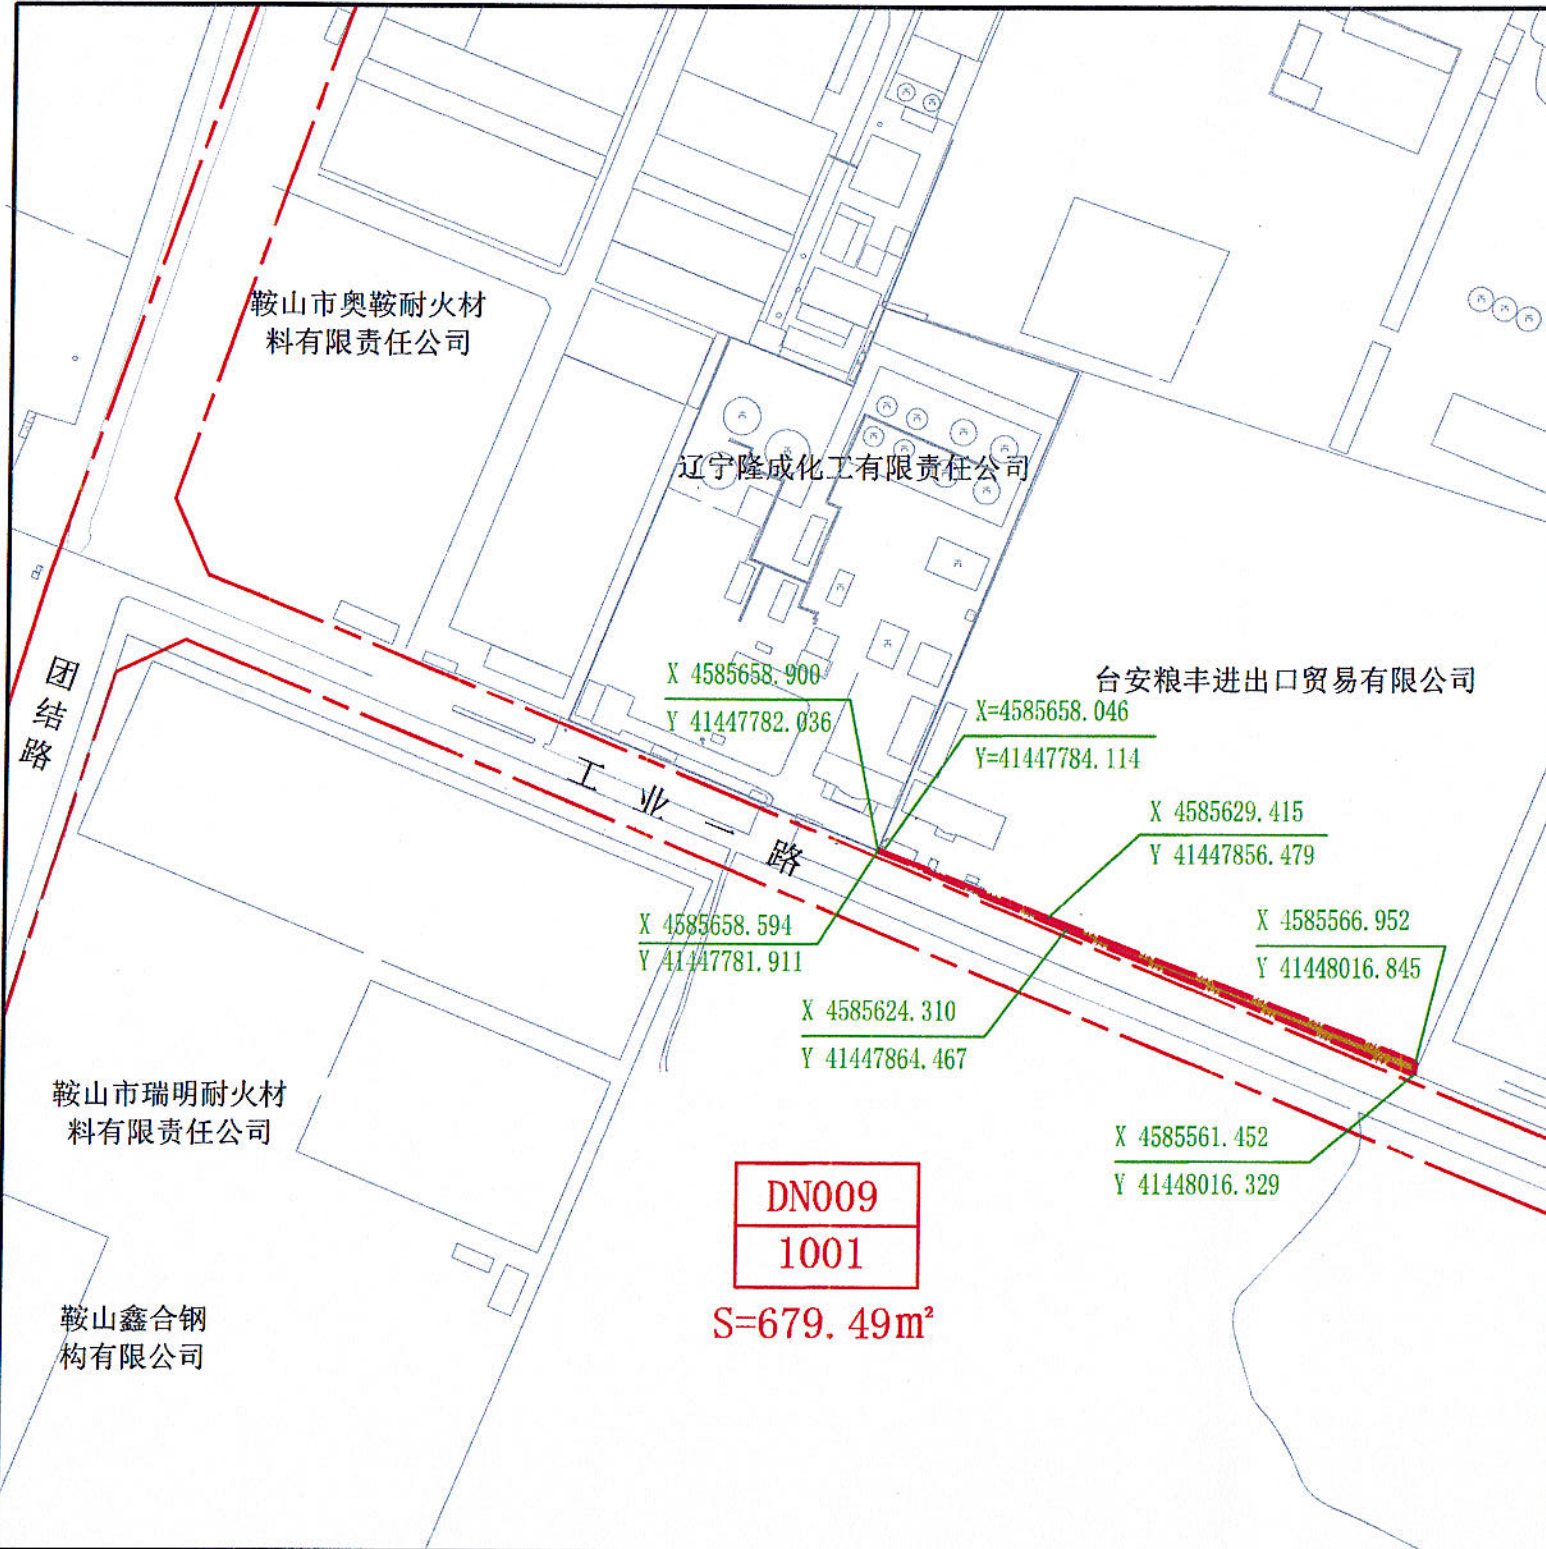 鞍山市奥鞍耐火材
料有限责任公司
辽宁隆成化工有限责任公司
团结路
X 4585658.900
Y 41447782.036
台安粮丰进出口贸易有限公司
X=4585658.046
Y=41447784.114
工业一路
X 4585629.415
Y 41447856.479
X 4585658.594
Y 41447781.911
X 4585566.952
Y 41448016.845
X 4585624.310
Y 41447864.467
鞍山市瑞明耐火材
料有限责任公司
X 4585561.452
Y 41448016.329
DN009
1001
S=679.49m²
鞍山鑫合钢
构有限公司